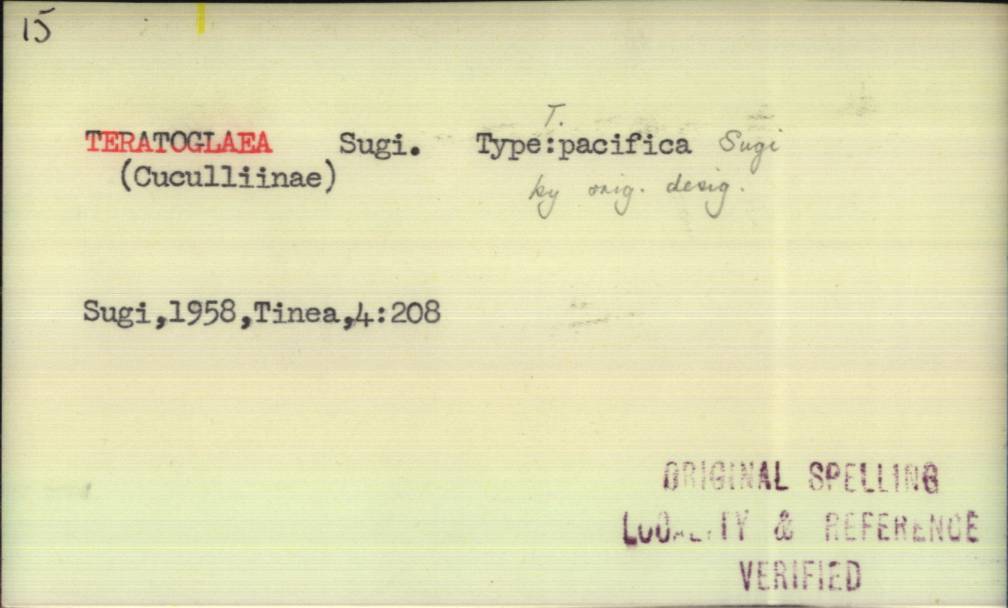 15
TERATOGLAEA Sugi. Type: T. pacifica Sugi
(Cuculliinae) by orig. desig.
Sugi,1958,Tinea,4:208
ORIGINAL SPELLING
LOCALITY & REFERENCE
VERIFIED